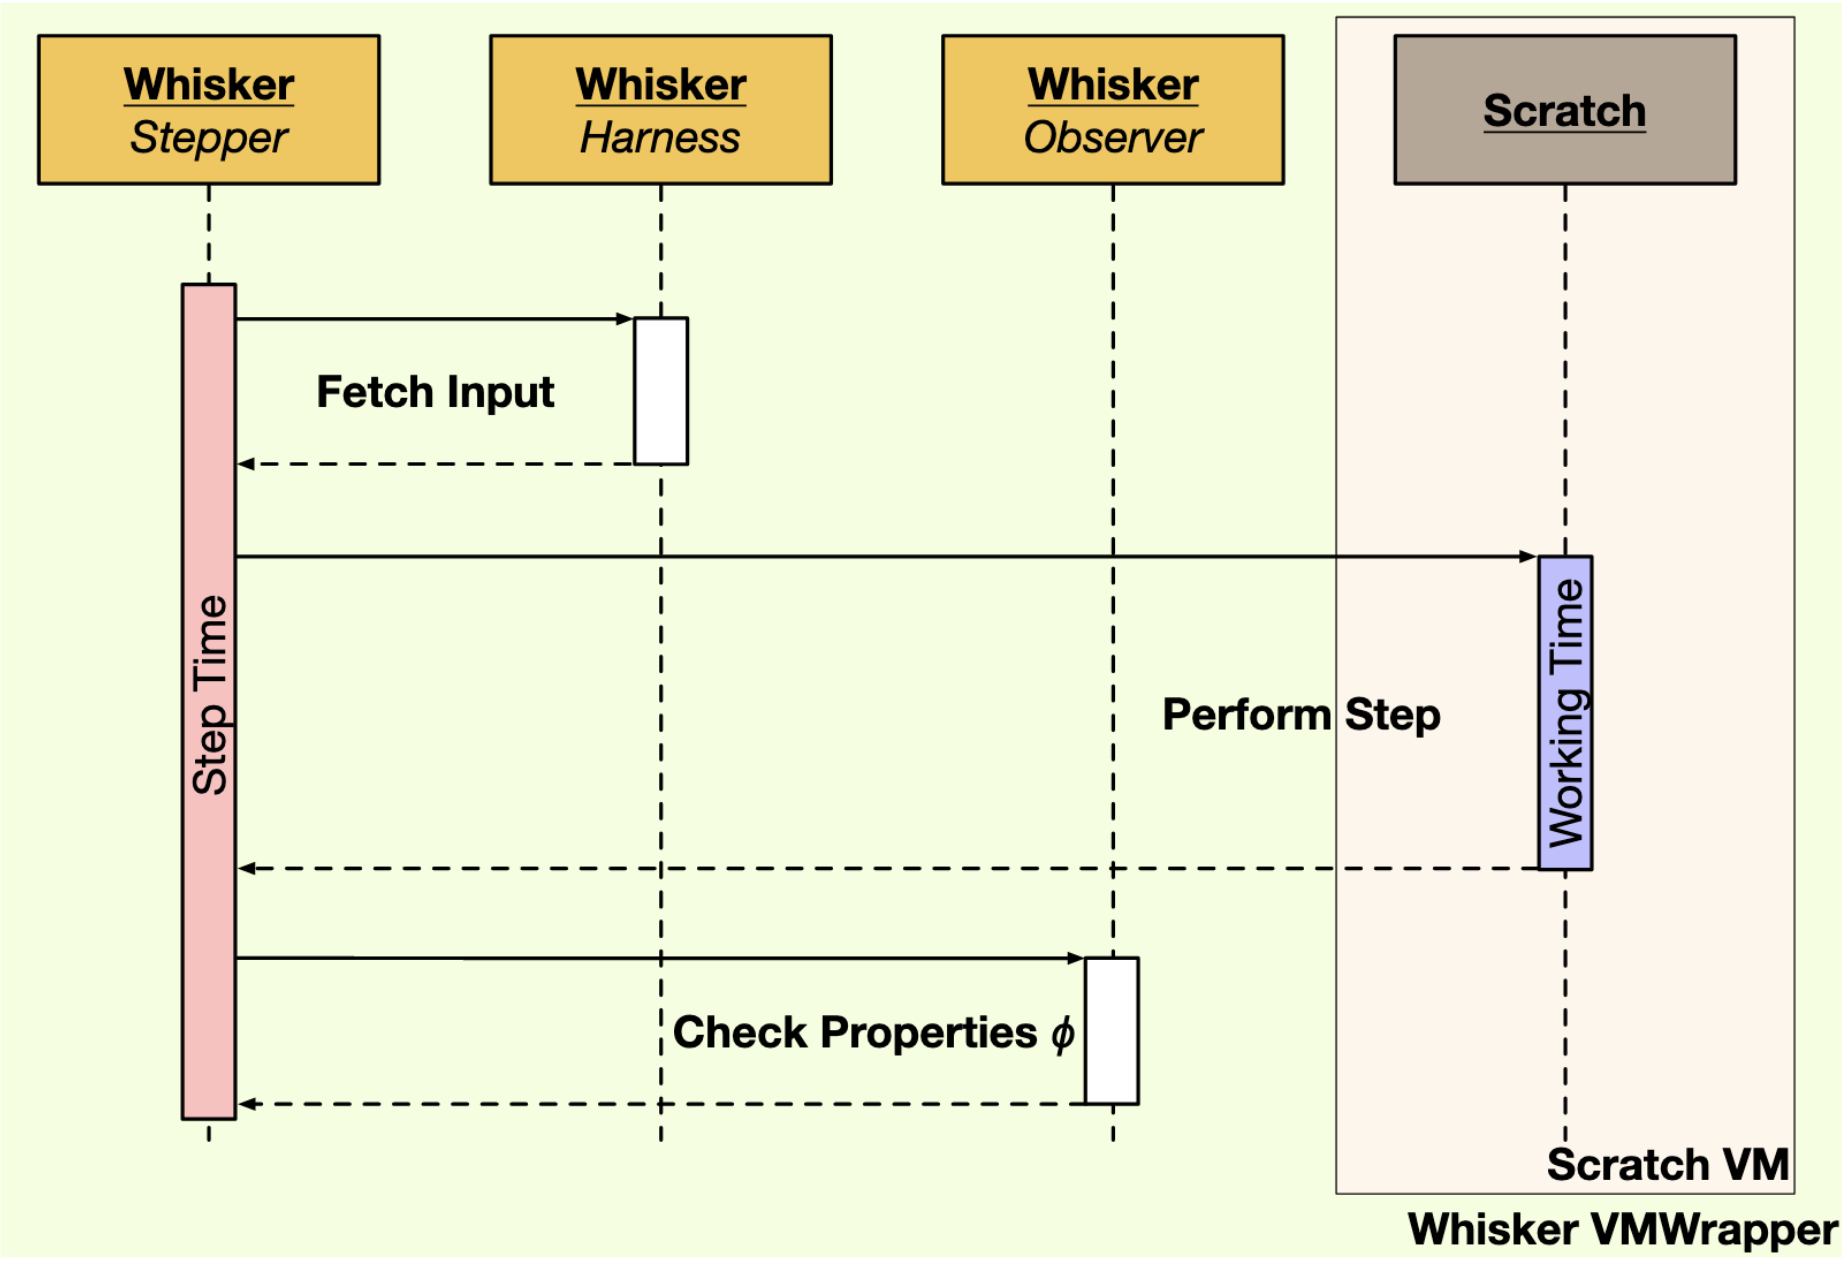 Whisker
Stepper
Whisker
Harness
Whisker
Observer
Scratch
Fetch Input
Step Time
Perform Step
Working Time
Check Properties ϕ
Scratch VM
Whisker VMWrapper